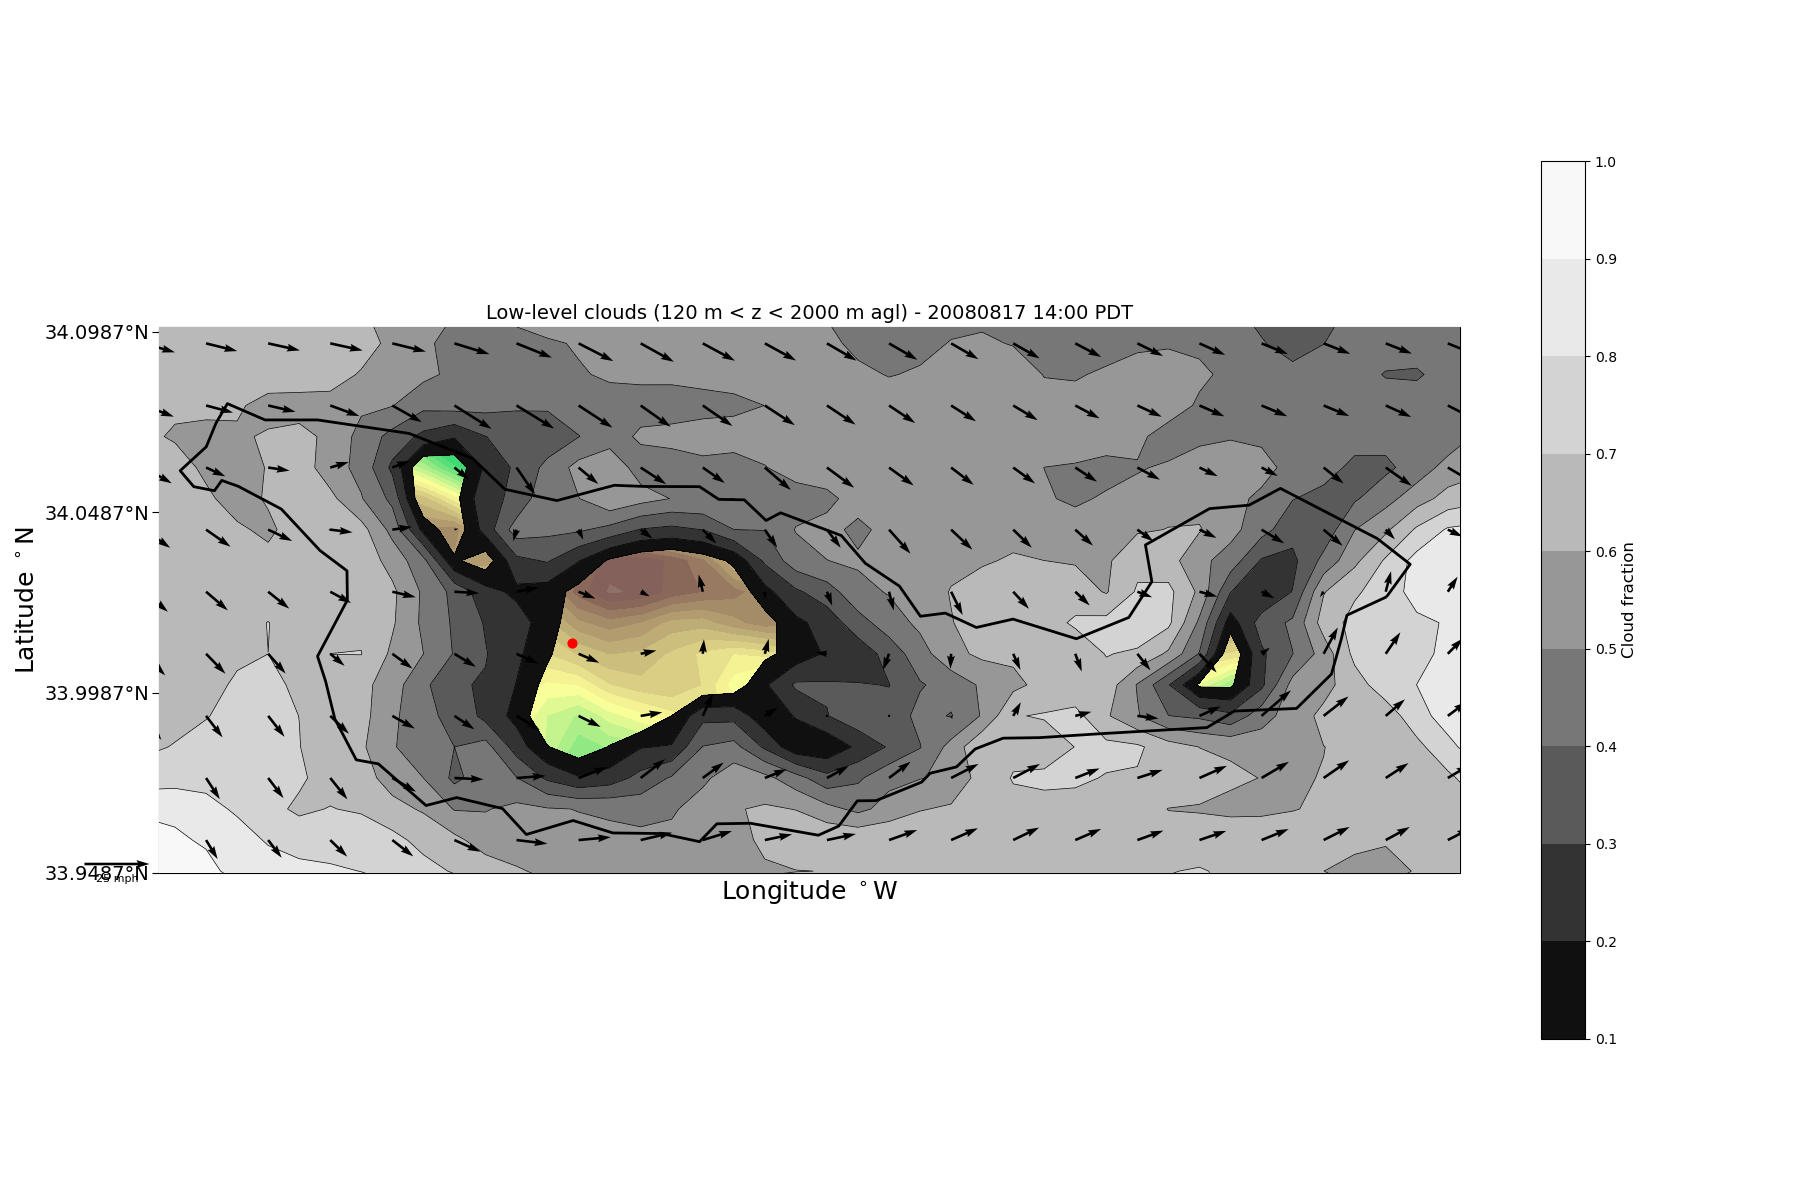 Low-level clouds (120 m < z < 2000 m agl) - 20080817 14:00 PDT
34.0987°N
34.0487°N
33.9987°N
33.9487°N
Latitude °N
25 mph
Longitude °W
1.0
0.9
0.8
0.7
0.6
0.5
0.4
0.3
0.2
0.1
Cloud fraction